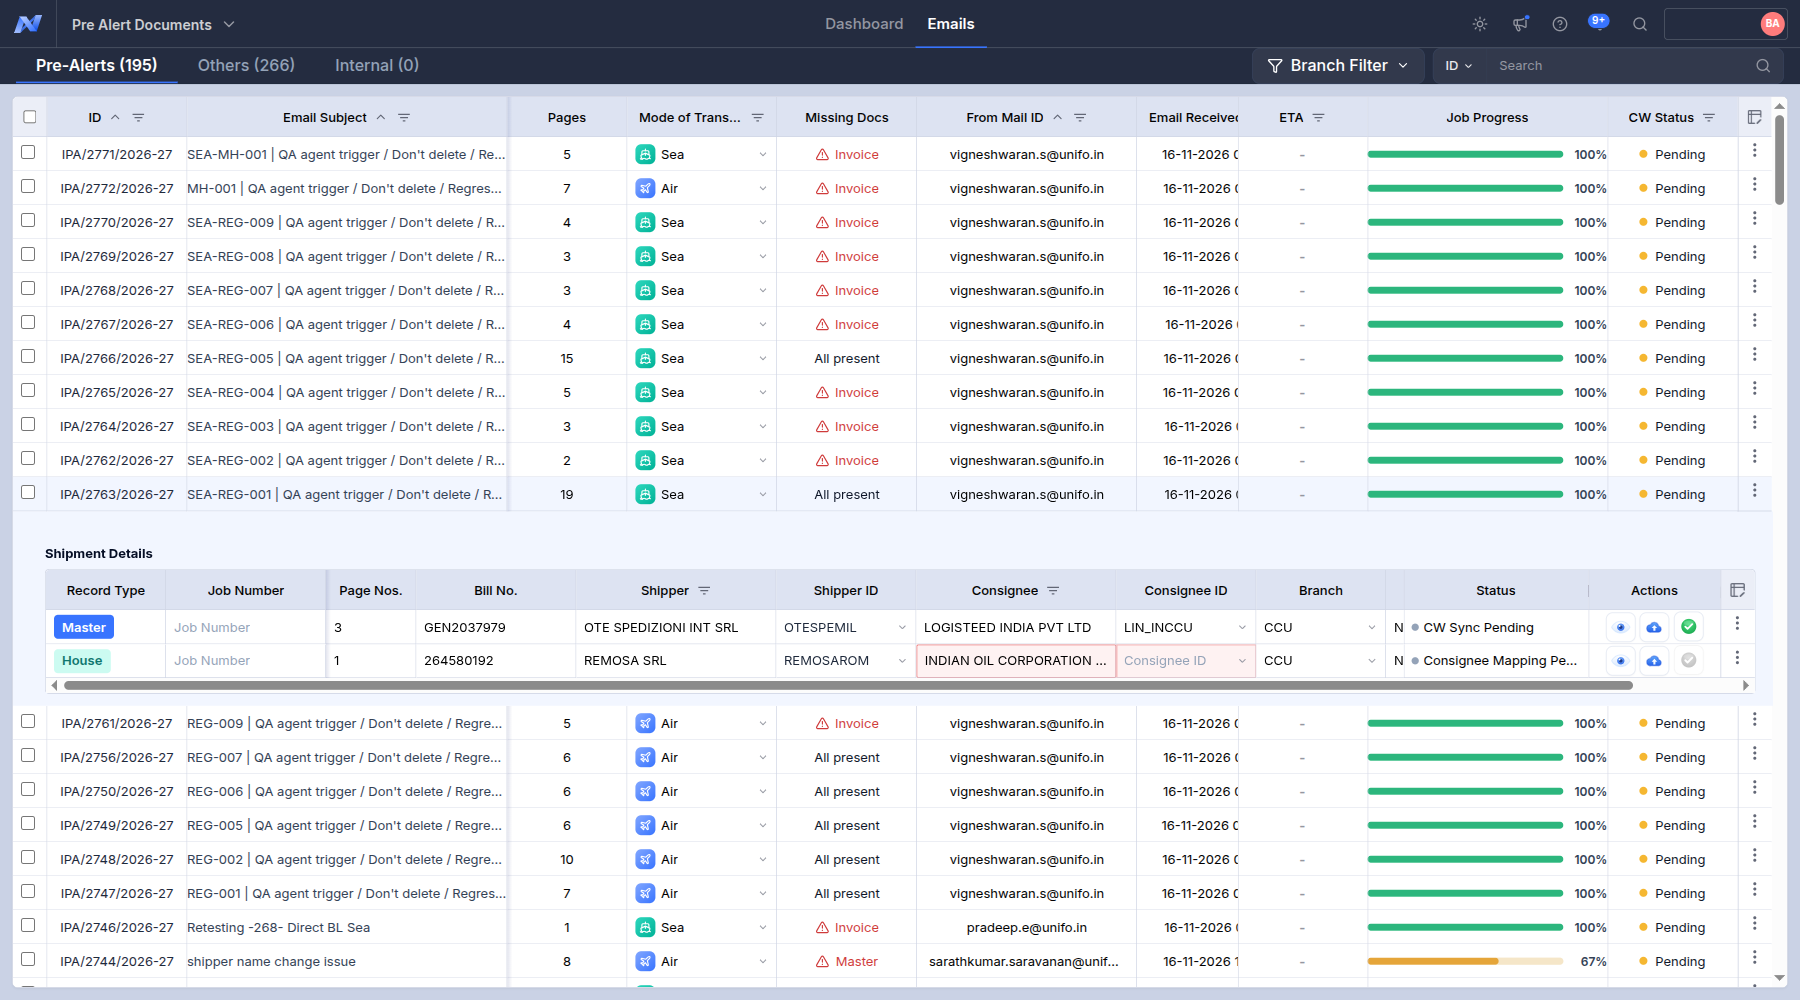 Pre Alert Documents
Dashboard Emails
9+
BA
Pre-Alerts (195) Others (266) Internal (0)
Branch Filter ID Search
ID Email Subject Pages Mode of Trans... Missing Docs From Mail ID Email Received ETA Job Progress CW Status
IPA/2771/2026-27 SEA-MH-001 | QA agent trigger / Don't delete / Re... 5 Sea Invoice vigneshwaran.s@unifo.in 16-11-2026 0 - 100% Pending
IPA/2772/2026-27 MH-001 | QA agent trigger / Don't delete / Regres... 7 Air Invoice vigneshwaran.s@unifo.in 16-11-2026 0 - 100% Pending
IPA/2770/2026-27 SEA-REG-009 | QA agent trigger / Don't delete / R... 4 Sea Invoice vigneshwaran.s@unifo.in 16-11-2026 0 - 100% Pending
IPA/2769/2026-27 SEA-REG-008 | QA agent trigger / Don't delete / R... 3 Sea Invoice vigneshwaran.s@unifo.in 16-11-2026 0 - 100% Pending
IPA/2768/2026-27 SEA-REG-007 | QA agent trigger / Don't delete / R... 3 Sea Invoice vigneshwaran.s@unifo.in 16-11-2026 0 - 100% Pending
IPA/2767/2026-27 SEA-REG-006 | QA agent trigger / Don't delete / R... 4 Sea Invoice vigneshwaran.s@unifo.in 16-11-2026 - 100% Pending
IPA/2766/2026-27 SEA-REG-005 | QA agent trigger / Don't delete / R... 15 Sea All present vigneshwaran.s@unifo.in 16-11-2026 0 - 100% Pending
IPA/2765/2026-27 SEA-REG-004 | QA agent trigger / Don't delete / R... 5 Sea Invoice vigneshwaran.s@unifo.in 16-11-2026 0 - 100% Pending
IPA/2764/2026-27 SEA-REG-003 | QA agent trigger / Don't delete / R... 3 Sea Invoice vigneshwaran.s@unifo.in 16-11-2026 - 100% Pending
IPA/2762/2026-27 SEA-REG-002 | QA agent trigger / Don't delete / R... 2 Sea Invoice vigneshwaran.s@unifo.in 16-11-2026 - 100% Pending
IPA/2763/2026-27 SEA-REG-001 | QA agent trigger / Don't delete / R... 19 Sea All present vigneshwaran.s@unifo.in 16-11-2026 - 100% Pending
Shipment Details
Record Type Job Number Page Nos. Bill No. Shipper Shipper ID Consignee Consignee ID Branch Status Actions
Master Job Number 3 GEN2037979 OTE SPEDIZIONI INT SRL OTESPEMIL LOGISTEED INDIA PVT LTD LIN_INCCU CCU N CW Sync Pending
House Job Number 1 264580192 REMOSA SRL REMOSAROM INDIAN OIL CORPORATION ... Consignee ID CCU N Consignee Mapping Pe...
IPA/2761/2026-27 REG-009 | QA agent trigger / Don't delete / Regre... 5 Air Invoice vigneshwaran.s@unifo.in 16-11-2026 0 - 100% Pending
IPA/2756/2026-27 REG-007 | QA agent trigger / Don't delete / Regre... 6 Air All present vigneshwaran.s@unifo.in 16-11-2026 0 - 100% Pending
IPA/2750/2026-27 REG-006 | QA agent trigger / Don't delete / Regre... 6 Air All present vigneshwaran.s@unifo.in 16-11-2026 0 - 100% Pending
IPA/2749/2026-27 REG-005 | QA agent trigger / Don't delete / Regre... 6 Air All present vigneshwaran.s@unifo.in 16-11-2026 0 - 100% Pending
IPA/2748/2026-27 REG-002 | QA agent trigger / Don't delete / Regre... 10 Air All present vigneshwaran.s@unifo.in 16-11-2026 0 - 100% Pending
IPA/2747/2026-27 REG-001 | QA agent trigger / Don't delete / Regres... 7 Air All present vigneshwaran.s@unifo.in 16-11-2026 0 - 100% Pending
IPA/2746/2026-27 Retesting -268- Direct BL Sea 1 Sea Invoice pradeep.e@unifo.in 16-11-2026 - 100% Pending
IPA/2744/2026-27 shipper name change issue 8 Air Master sarathkumar.saravanan@unif... 16-11-2026 1 - 67% Pending